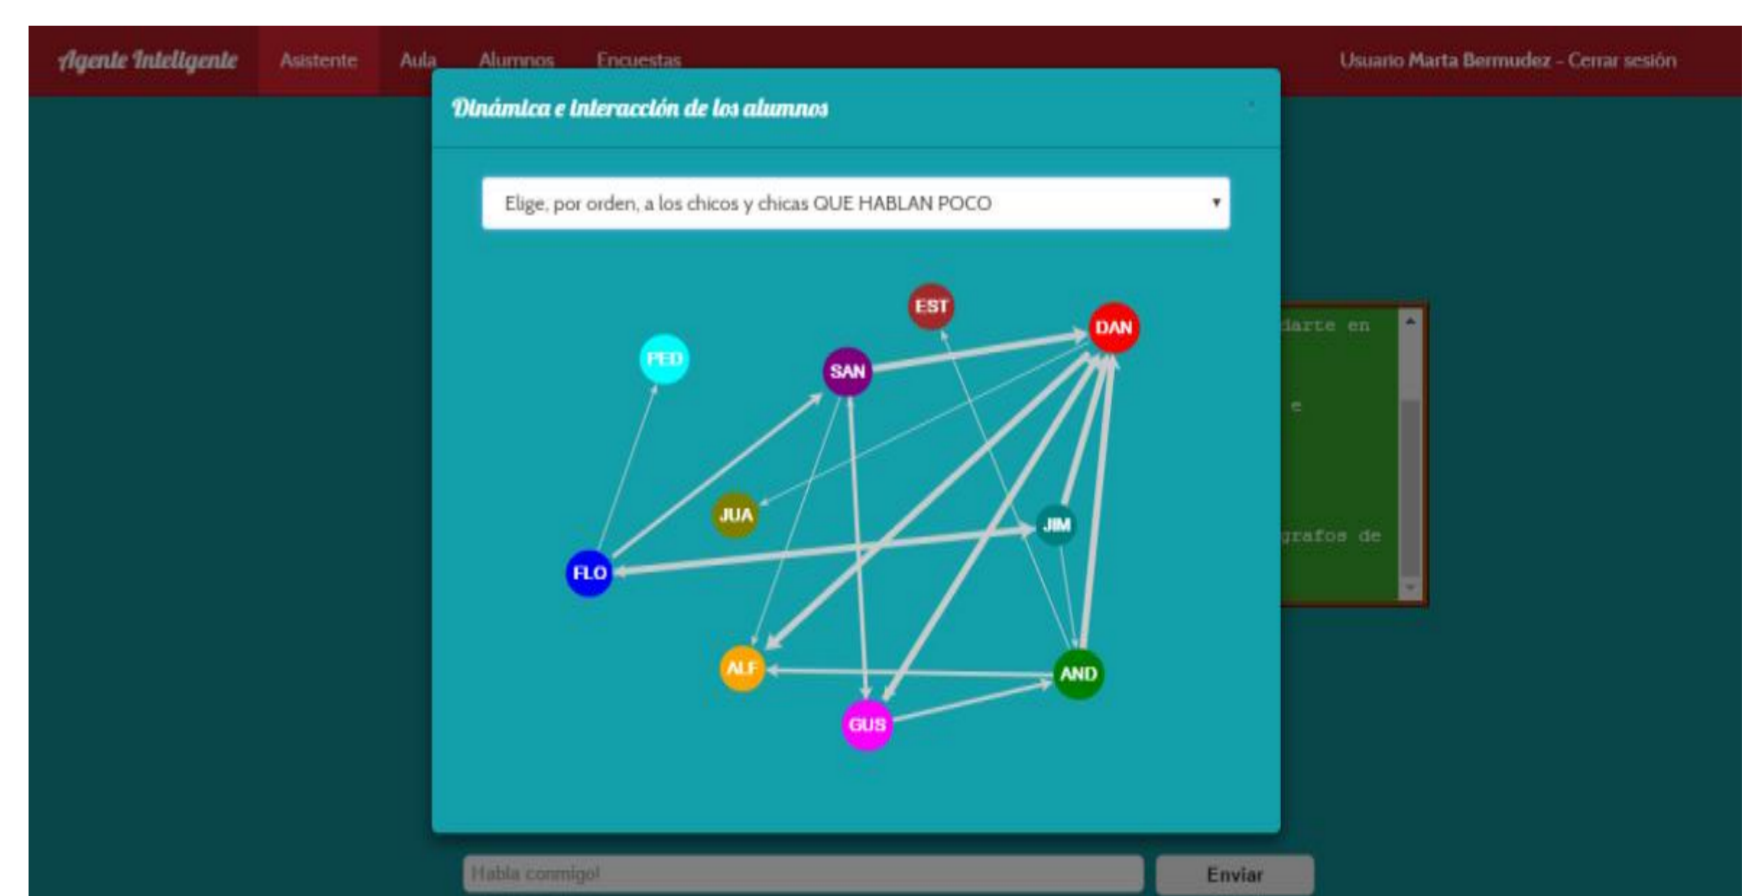 Agente Inteligente Asistente Aula Alumnos Encuestas Usuario Marta Bermudez - Cerrar sesión
Dinámica e interacción de los alumnos
Elige, por orden, a los chicos y chicas QUE HABLAN POCO
EST
DAN
darte en
PED
SAN
e
JUA
JIM
grafos de
FLO
ALF
AND
GUS
Habla conmigo! Enviar